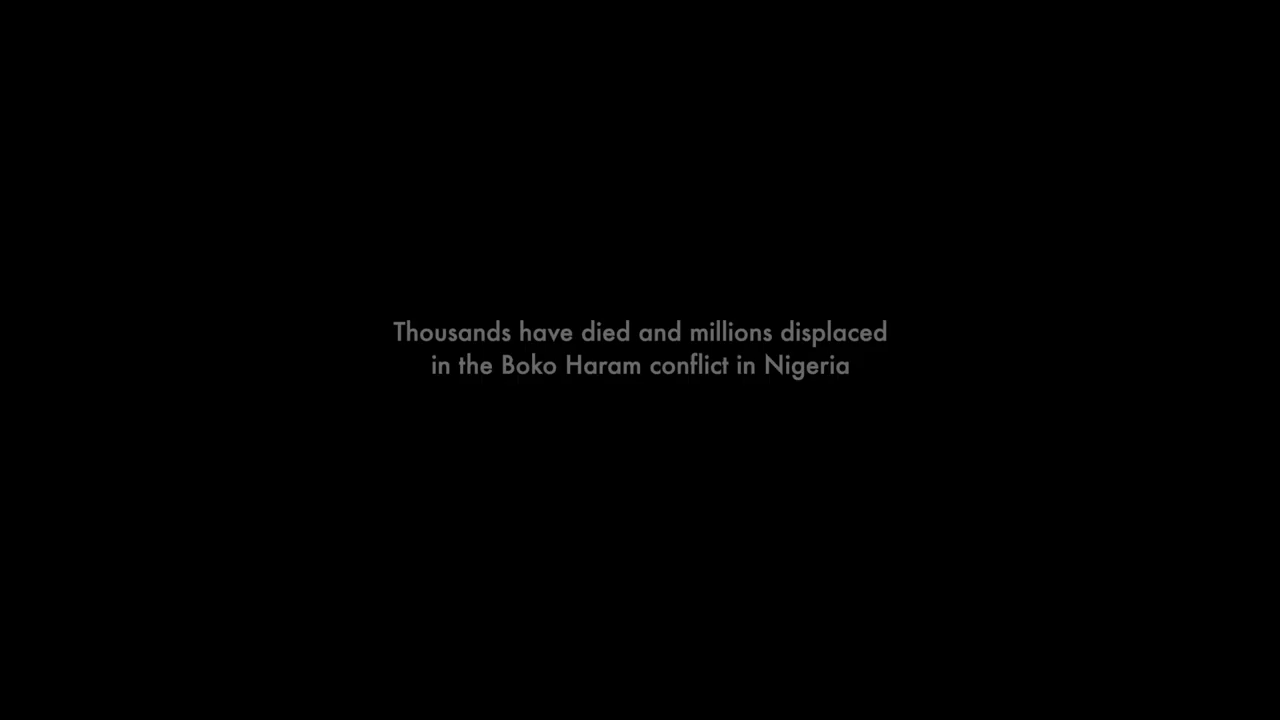 Thousands have died and millions displaced
in the Boko Haram conflict in Nigeria